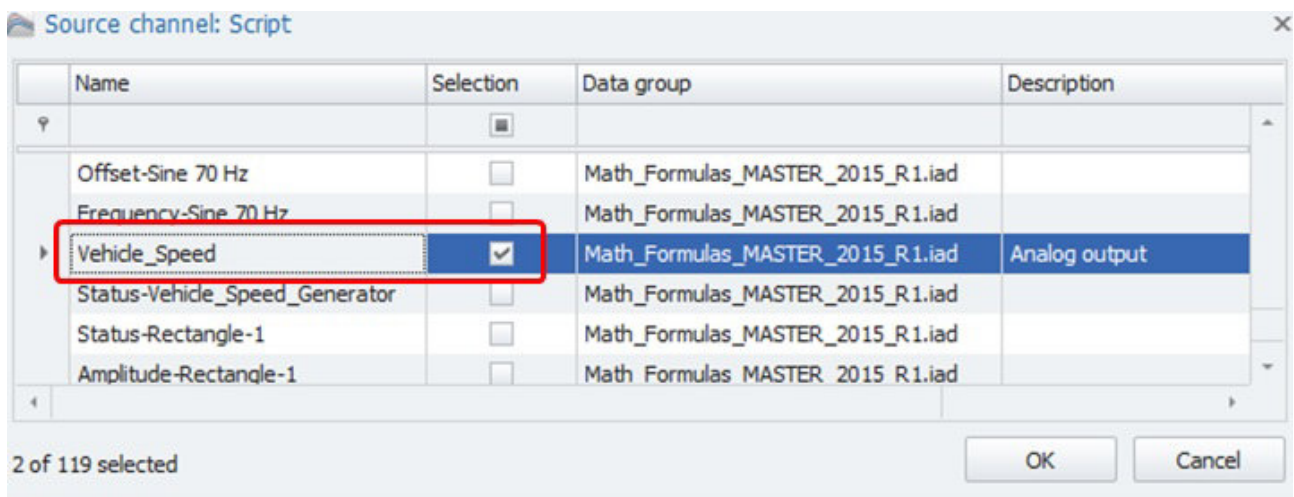 Source channel: Script
Name Selection Data group Description
Offset-Sine 70 Hz Math_Formulas_MASTER_2015_R1.iad
Frequency-Sine 70 Hz Math_Formulas_MASTER_2015_R1.iad
Vehicle_Speed Math_Formulas_MASTER_2015_R1.iad Analog output
Status-Vehicle_Speed_Generator Math_Formulas_MASTER_2015_R1.iad
Status-Rectangle-1 Math_Formulas_MASTER_2015_R1.iad
Amplitude-Rectangle-1 Math_Formulas_MASTER_2015_R1.iad
2 of 119 selected OK Cancel